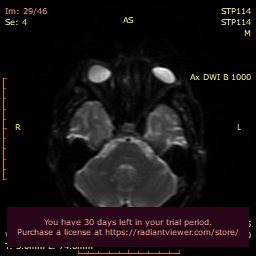 Im: 29/46
Se: 4
AS
STP114
STP114
M
Ax DWI B 1000
R
L
You have 30 days left in your trial period.
Purchase a license at https://radiantviewer.com/store/